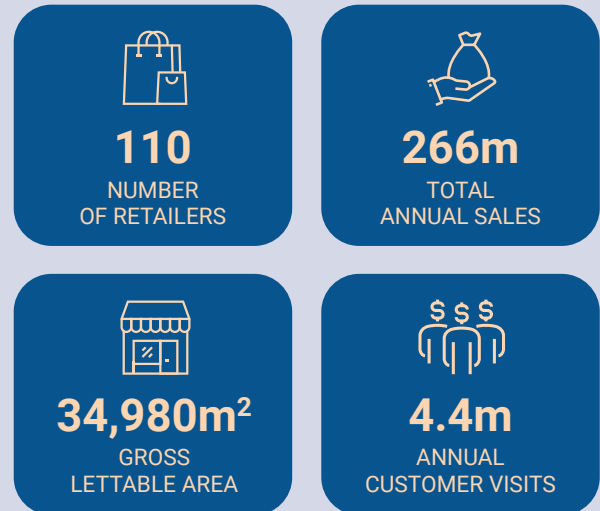 110
NUMBER
OF RETAILERS
266m
TOTAL
ANNUAL SALES
34,980m²
GROSS
LETTABLE AREA
$ $ $
4.4m
ANNUAL
CUSTOMER VISITS